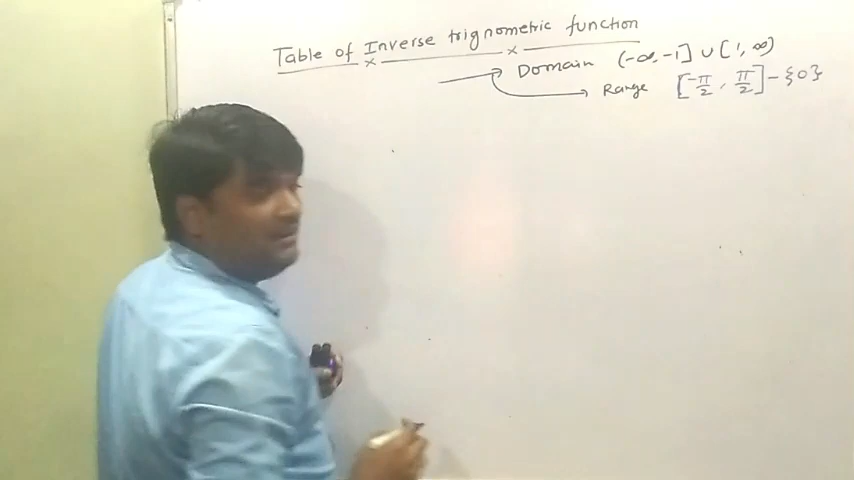 Table of Inverse trignometric function
Domain (-∞, -1] ∪ [1, ∞)
Range [-π/2, π/2] - {0}